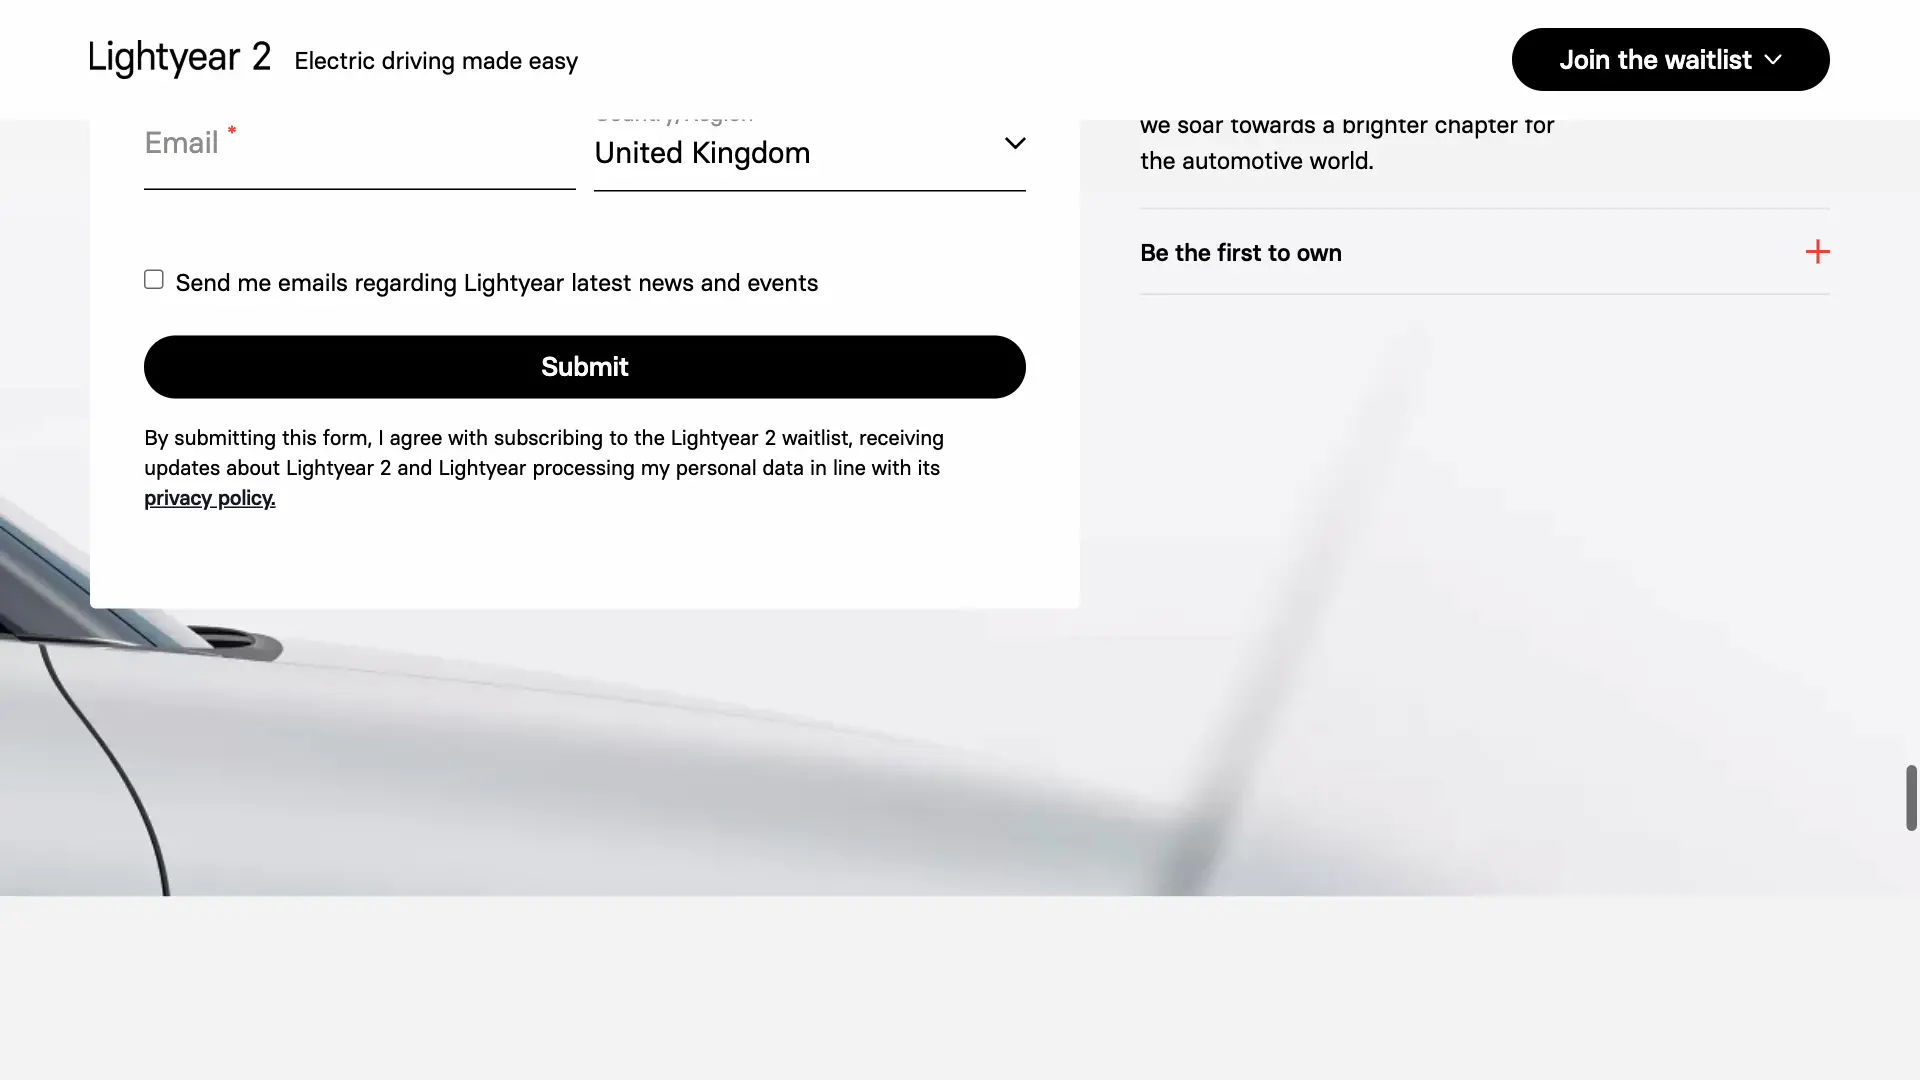 Lightyear 2 Electric driving made easy
Join the waitlist
Email *
Country/Region
United Kingdom
Send me emails regarding Lightyear latest news and events
Submit
By submitting this form, I agree with subscribing to the Lightyear 2 waitlist, receiving
updates about Lightyear 2 and Lightyear processing my personal data in line with its
privacy policy.
we soar towards a brighter chapter for
the automotive world.
Be the first to own